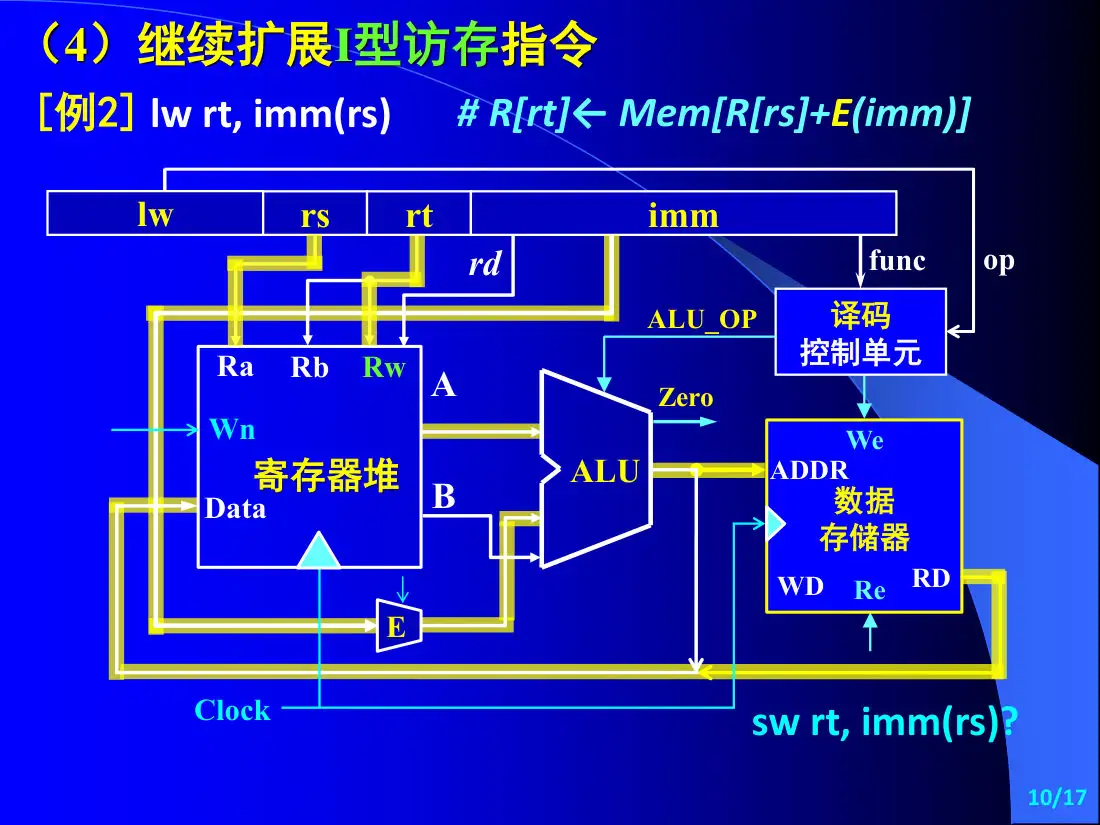 （4）继续扩展I型访存指令
[例2] lw rt, imm(rs) # R[rt]← Mem[R[rs]+E(imm)]
lw rs rt imm
rd func op
ALU_OP 译码
控制单元
Ra Rb Rw A Zero
Wn We
寄存器堆 ALU ADDR
Data B 数据
存储器
WD Re RD
E
Clock
sw rt, imm(rs)?
10/17